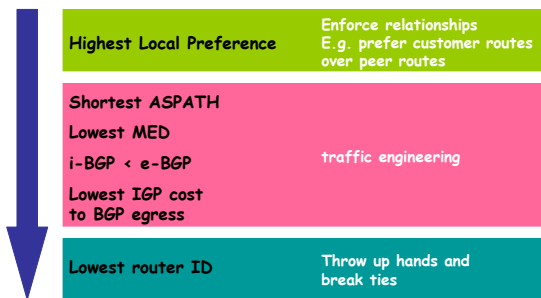 Highest Local Preference
Enforce relationships
E.g. prefer customer routes
over peer routes
Shortest ASPATH
Lowest MED
i-BGP < e-BGP
Lowest IGP cost
to BGP egress
traffic engineering
Lowest router ID
Throw up hands and
break ties